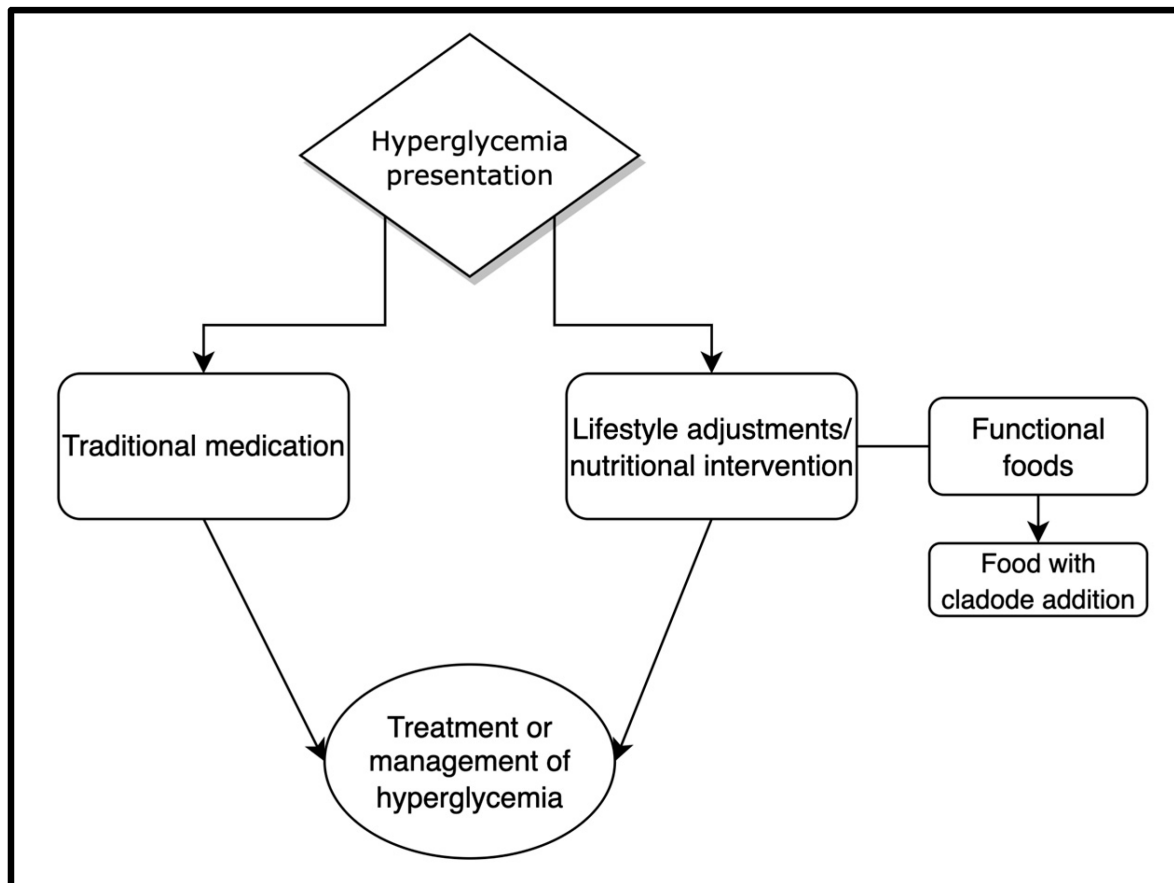 Hyperglycemia
presentation
Traditional medication
Lifestyle adjustments/
nutritional intervention
Functional
foods
Food with
cladode addition
Treatment or
management of
hyperglycemia